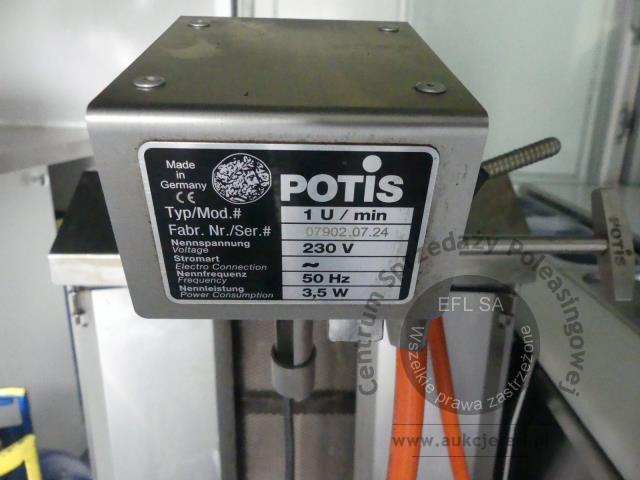 Made
in
Germany
CE
POTIS
Typ/Mod.# 1 U / min
Fabr. Nr./Ser.# 07902.07.24
Nennspannung
Voltage 230 V
Stromart
Electro Connection ~
Nennfrequenz
Frequency 50 Hz
Nennleistung
Power Consumption 3,5 W
POTIS
Centrum Sprzedaży Poleasingowej
EFL SA
Wszelkie prawa zastrzeżone